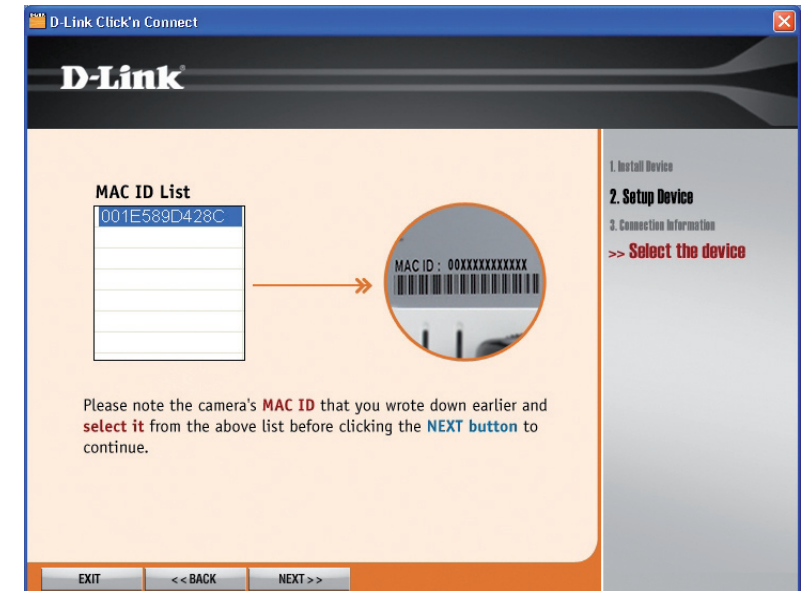 D-Link Click'n Connect
D-Link
MAC ID List
001E589D428C
MAC ID : 00XXXXXXXXXXX
Please note the camera's MAC ID that you wrote down earlier and
select it from the above list before clicking the NEXT button to
continue.
1. Install Device
2. Setup Device
3. Connection Information
>> Select the device
EXIT
<< BACK
NEXT >>